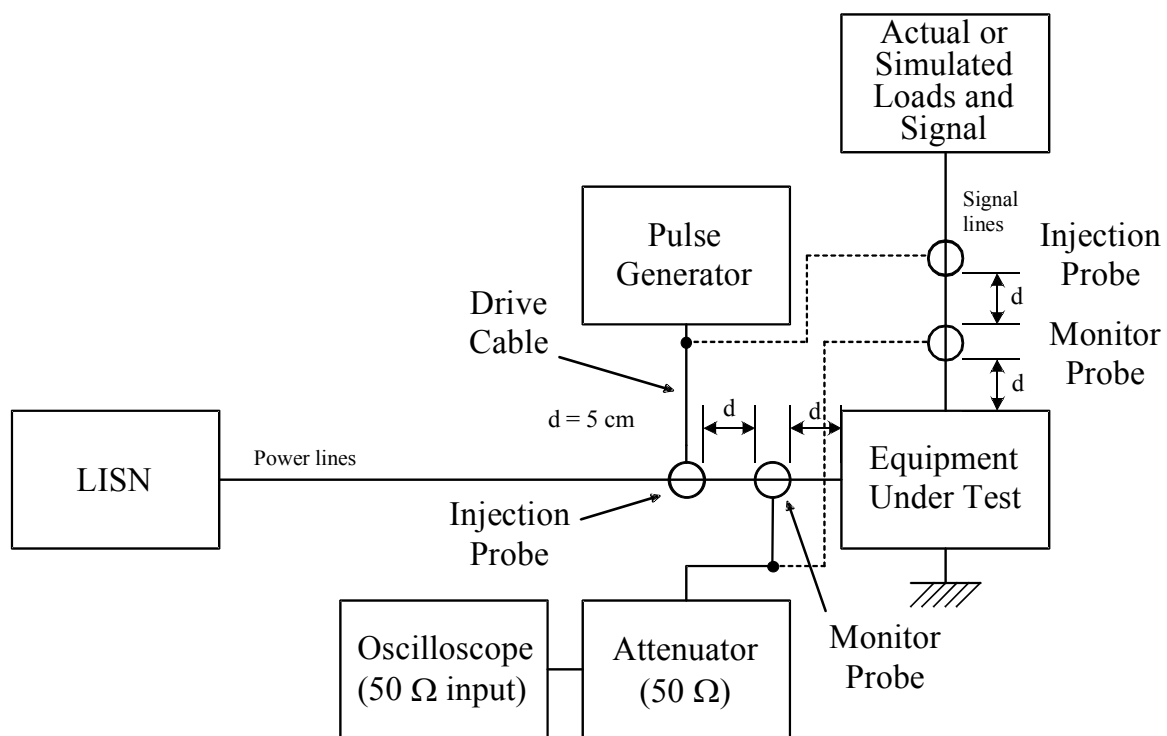 Actual or
Simulated
Loads and
Signal
Signal
lines
Injection
Probe
d
Monitor
Probe
d
Pulse
Generator
Drive
Cable
d = 5 cm
d
d
LISN
Power lines
Injection
Probe
Equipment
Under Test
Monitor
Probe
Oscilloscope
(50 Ω input)
Attenuator
(50 Ω)